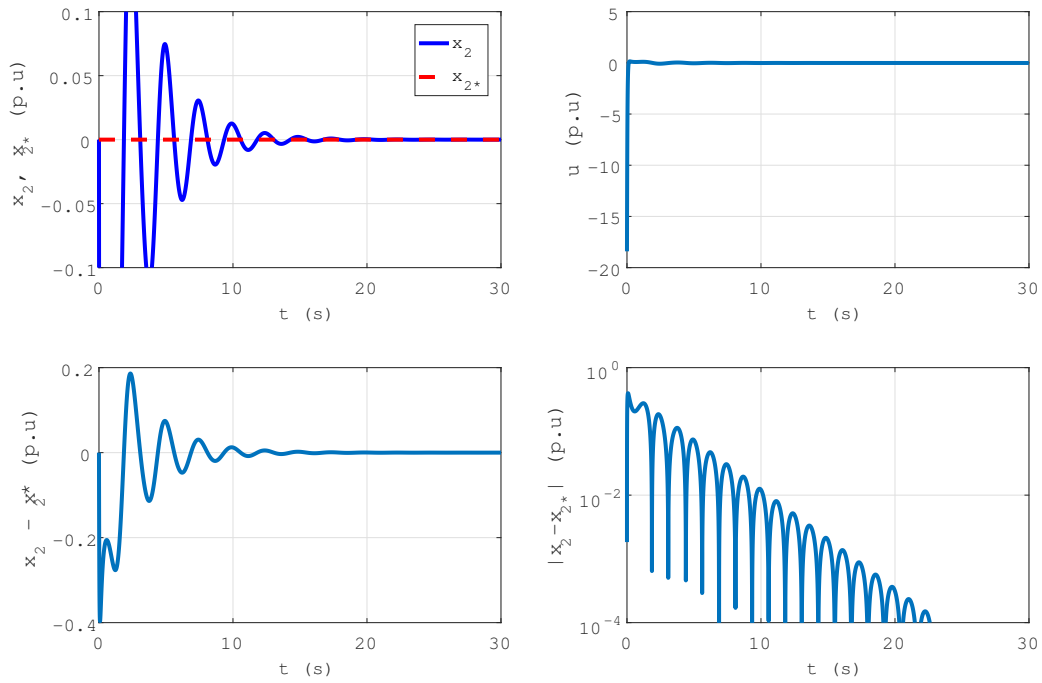 0.1
0.05
0
-0.05
-0.1
x2, x2* (p.u)
x2
x2*
0 10 20 30
t (s)
5
0
-5
-10
-15
-20
u (p.u)
0 10 20 30
t (s)
0.2
0
-0.2
-0.4
x2 - x2* (p.u)
0 10 20 30
t (s)
10^0
10^-2
10^-4
|x2-x2*| (p.u)
0 10 20 30
t (s)